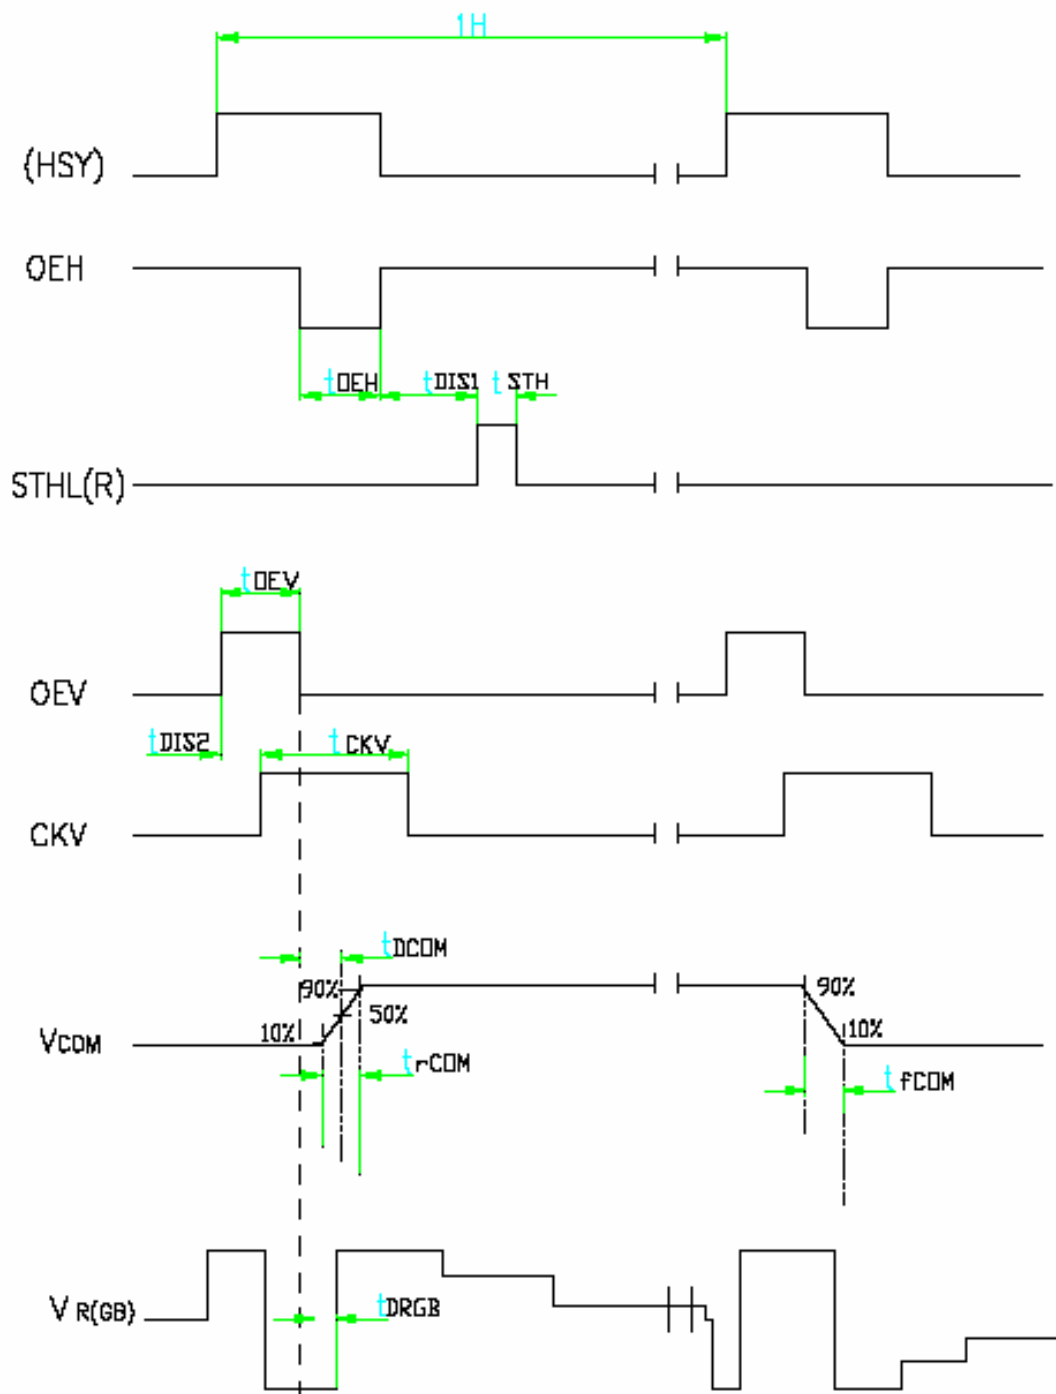 1H
(HSY)
OEH
tOEH tDIS1 tSTH
STHL(R)
tOEV
OEV
tDIS2 tCKV
CKV
tDCOM
90% 90%
50%
10% 10%
VCOM
trCOM
tfCOM
VR(GB)
tDRGB